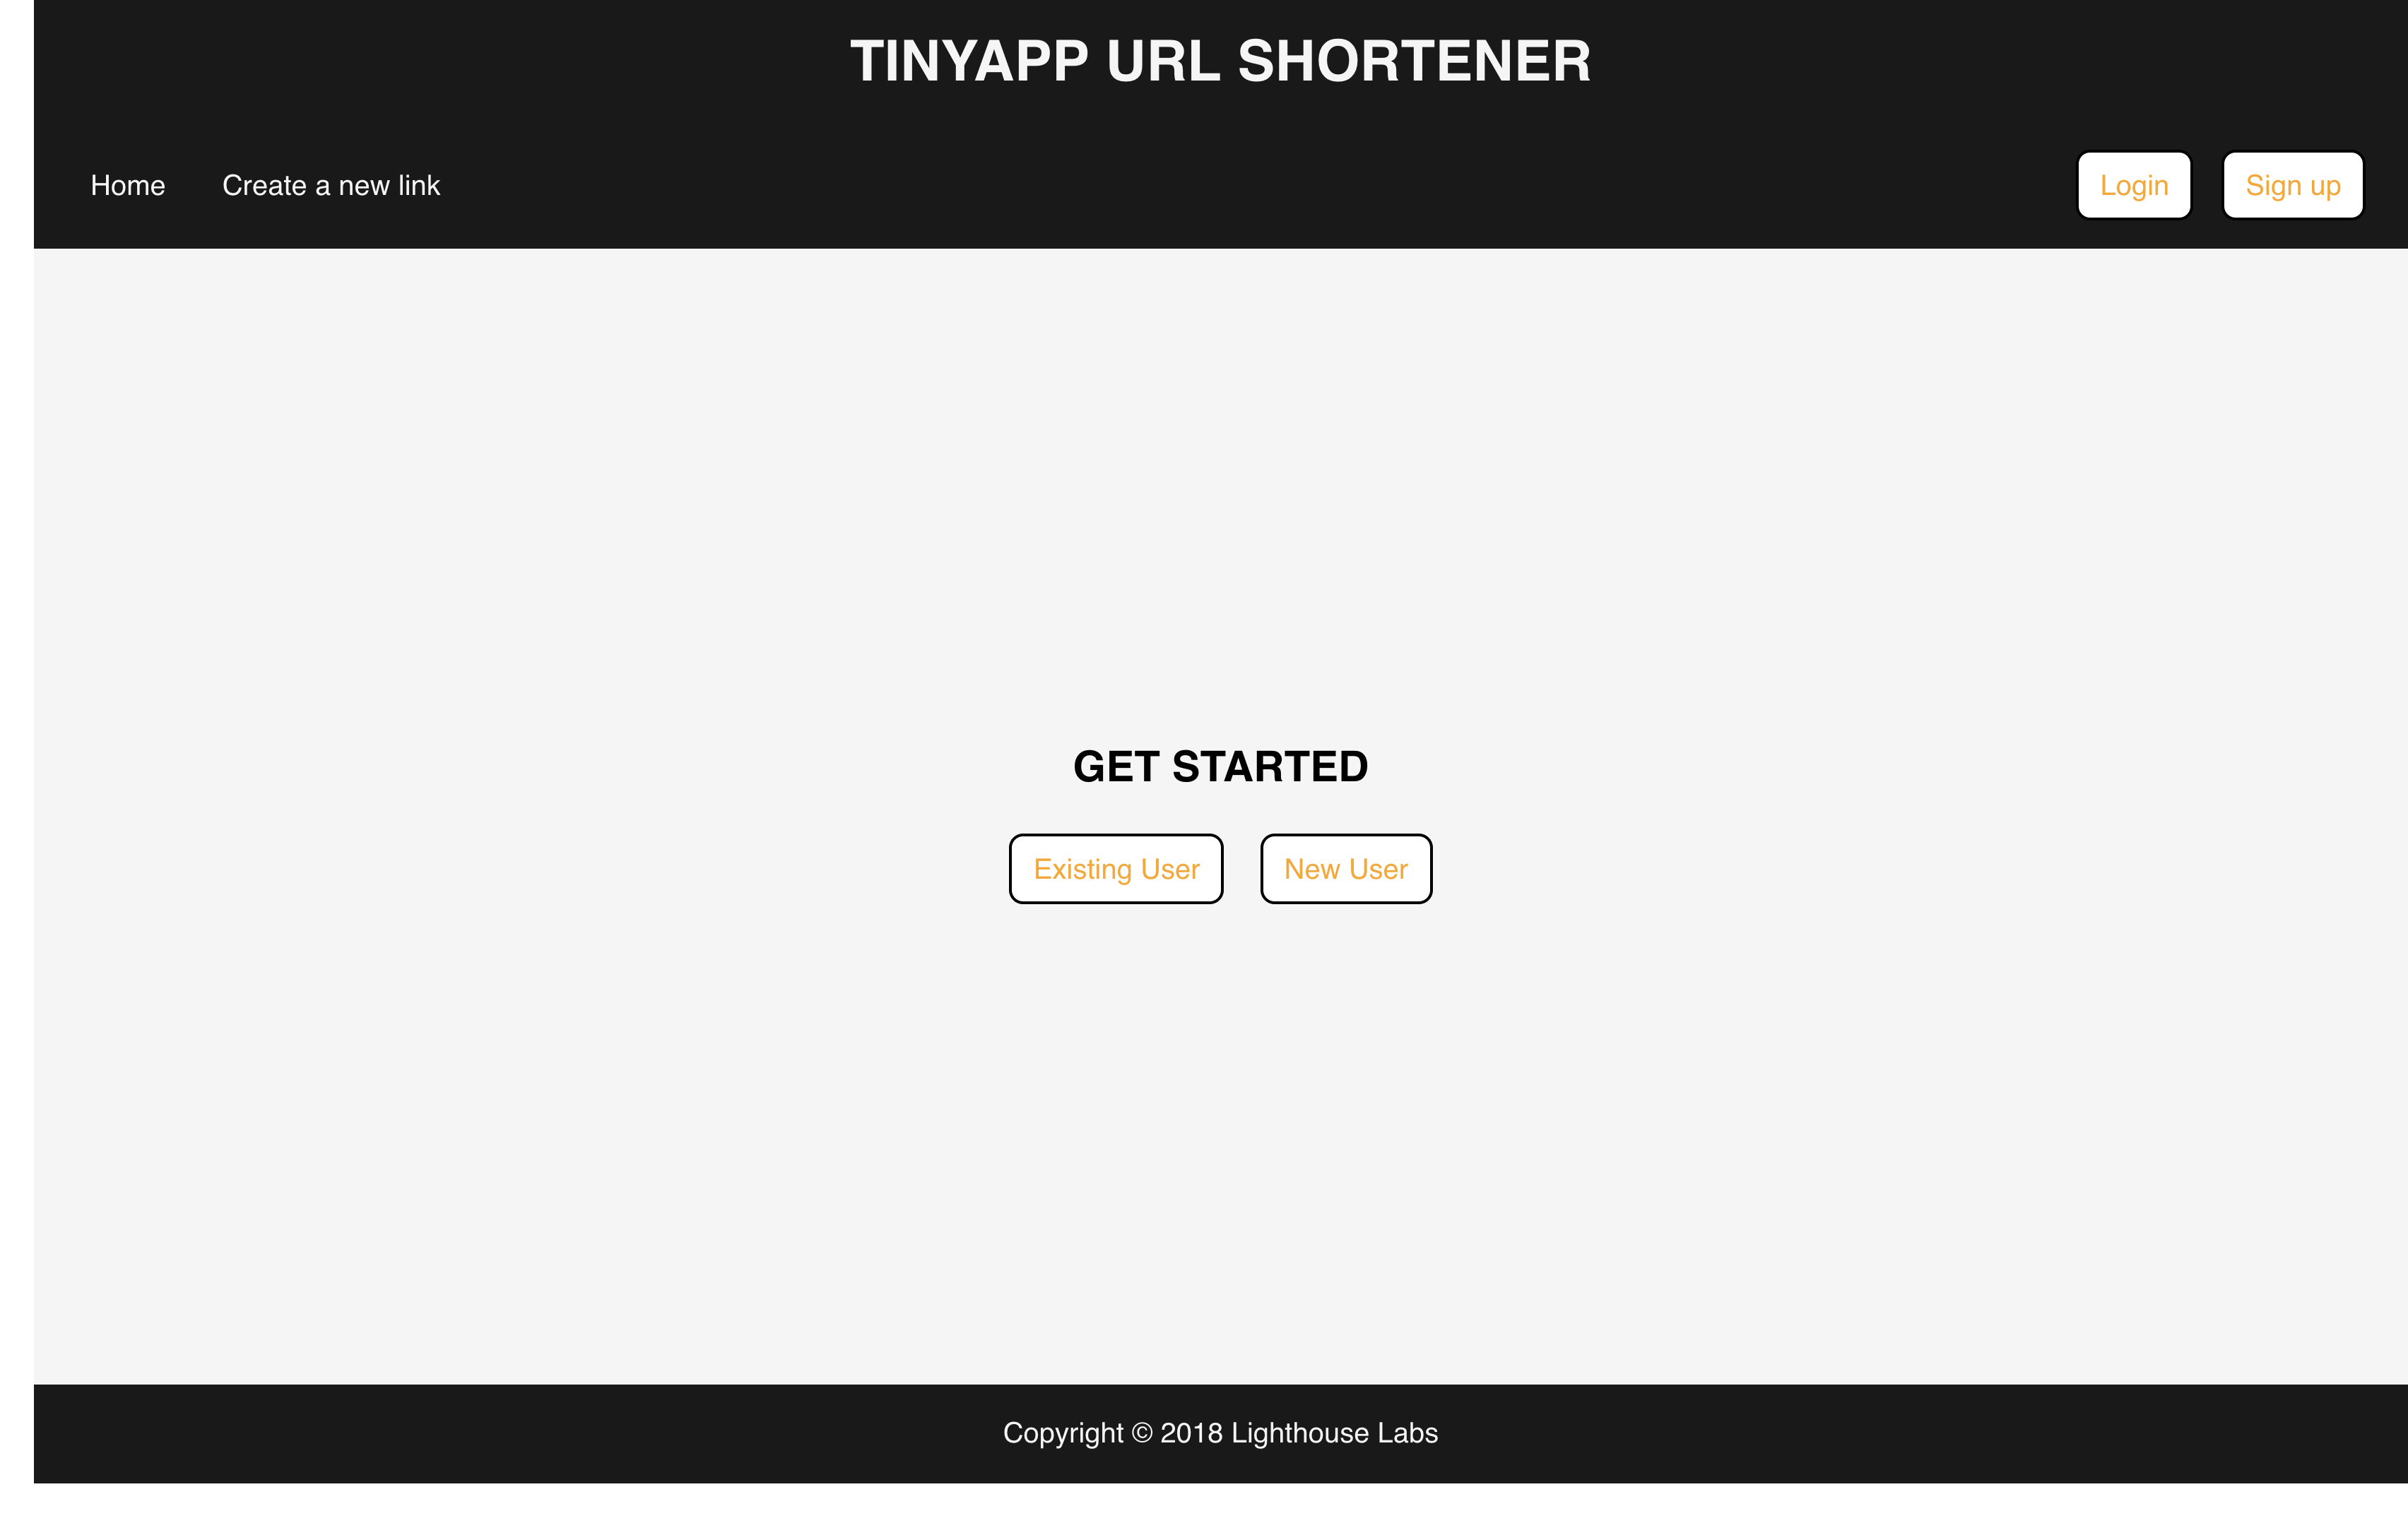 TINYAPP URL SHORTENER
Home Create a new link Login Sign up
GET STARTED
Existing User New User
Copyright © 2018 Lighthouse Labs